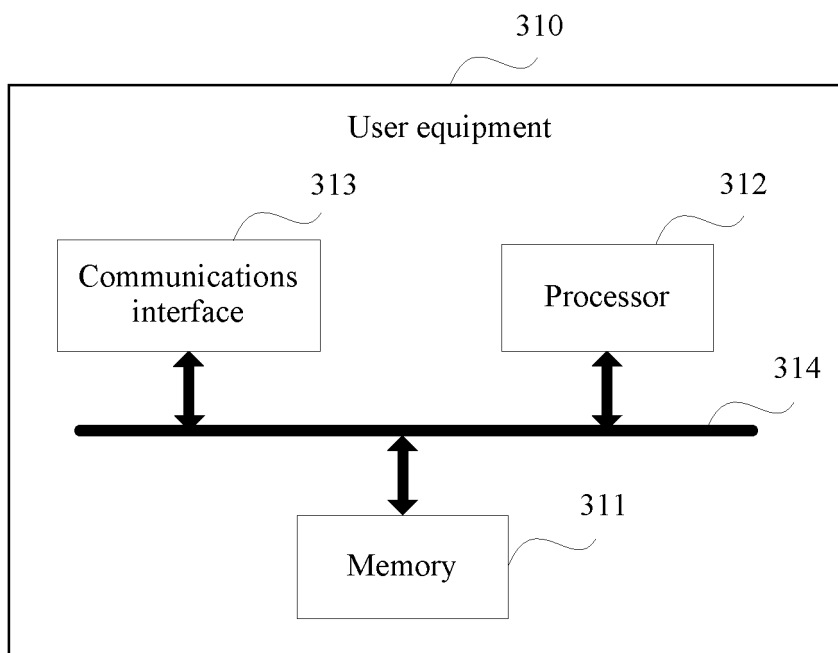 310
User equipment
313
312
Communications
interface
Processor
314
311
Memory